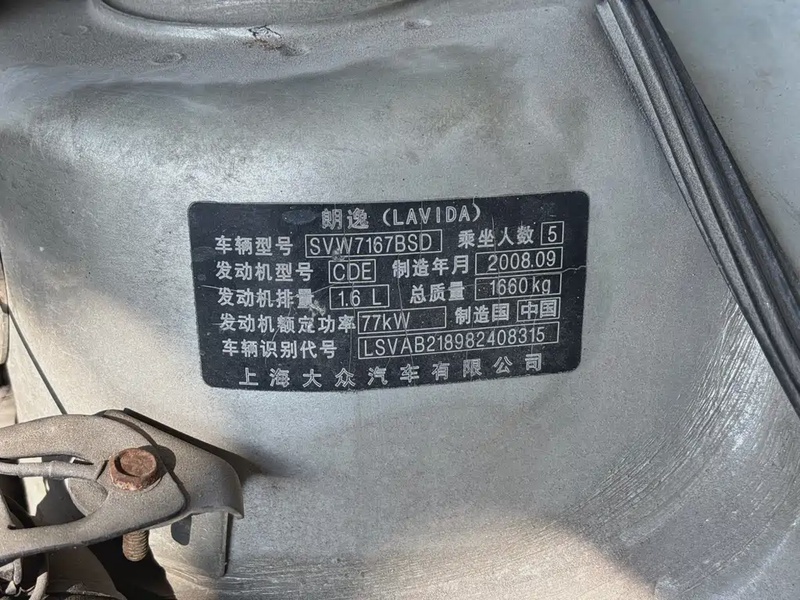 朗逸 (LAVIDA)
车辆型号 SVW7167BSD 乘坐人数 5
发动机型号 CDE 制造年月 2008.09
发动机排量 1.6 L 总质量 1660 kg
发动机额定功率 77kW 制造国 中国
车辆识别代号 LSVAB218982408315
上海大众汽车有限公司